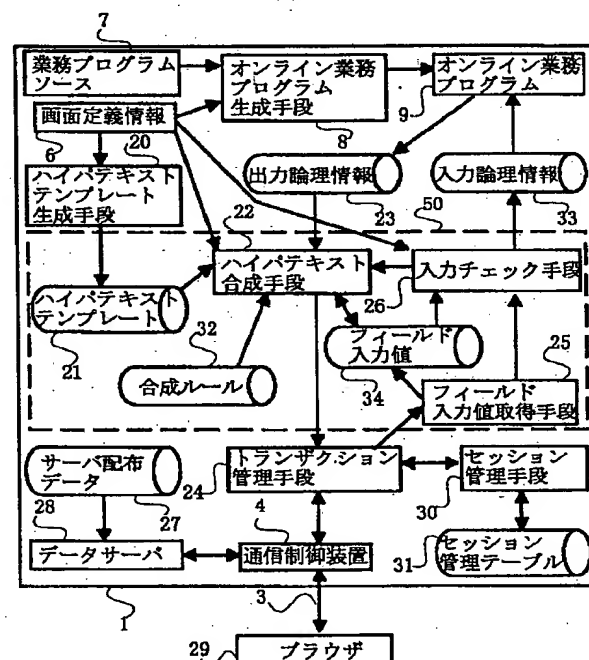 7
業務プログラム
ソース
オンライン業務
プログラム
生成手段
オンライン業務
プログラム
9
8
画面定義情報
6
20
ハイパテキスト
テンプレート
生成手段
出力論理情報
23
入力論理情報
33
50
22
ハイパテキスト
合成手段
入力チェック手段
26
ハイパテキスト
テンプレート
21
32
合成ルール
フィールド
入力値
34
25
フィールド
入力値取得手段
サーバ配布
データ
27
24
トランザクション
管理手段
セッション
管理手段
30
28
データサーバ
4
通信制御装置
31
セッション
管理テーブル
1
3
29
ブラウザ